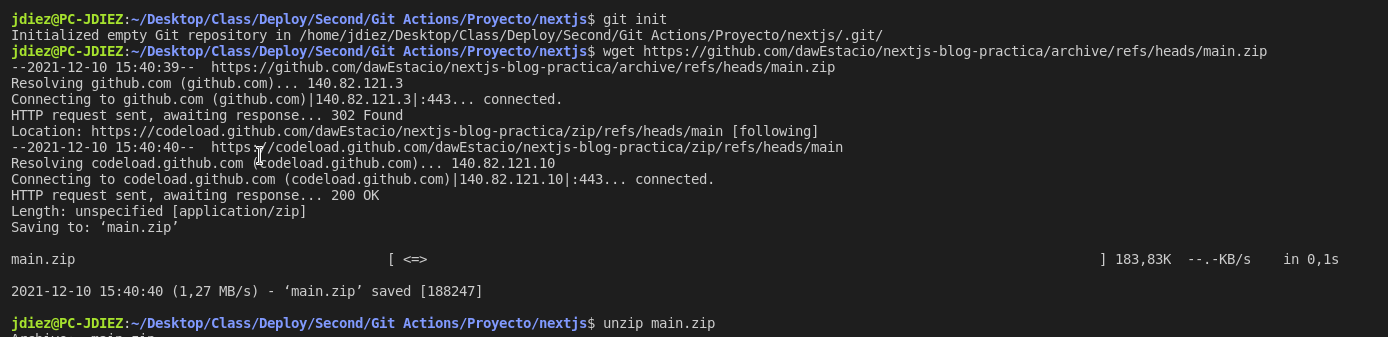 jdiez@PC-JDIEZ:~/Desktop/Class/Deploy/Second/Git Actions/Proyecto/nextjs$ git init
Initialized empty Git repository in /home/jdiez/Desktop/Class/Deploy/Second/Git Actions/Proyecto/nextjs/.git/
jdiez@PC-JDIEZ:~/Desktop/Class/Deploy/Second/Git Actions/Proyecto/nextjs$ wget https://github.com/dawEstacio/nextjs-blog-practica/archive/refs/heads/main.zip
--2021-12-10 15:40:39--  https://github.com/dawEstacio/nextjs-blog-practica/archive/refs/heads/main.zip
Resolving github.com (github.com)... 140.82.121.3
Connecting to github.com (github.com)|140.82.121.3|:443... connected.
HTTP request sent, awaiting response... 302 Found
Location: https://codeload.github.com/dawEstacio/nextjs-blog-practica/zip/refs/heads/main [following]
--2021-12-10 15:40:40--  https://codeload.github.com/dawEstacio/nextjs-blog-practica/zip/refs/heads/main
Resolving codeload.github.com (codeload.github.com)... 140.82.121.10
Connecting to codeload.github.com (codeload.github.com)|140.82.121.10|:443... connected.
HTTP request sent, awaiting response... 200 OK
Length: unspecified [application/zip]
Saving to: ‘main.zip’
main.zip [ <=> ] 183,83K --.-KB/s in 0,1s
2021-12-10 15:40:40 (1,27 MB/s) - ‘main.zip’ saved [188247]
jdiez@PC-JDIEZ:~/Desktop/Class/Deploy/Second/Git Actions/Proyecto/nextjs$ unzip main.zip